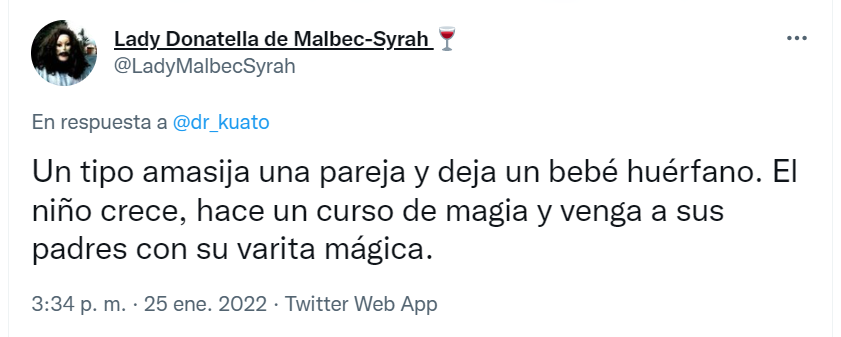 Lady Donatella de Malbec-Syrah 🍷
@LadyMalbecSyrah
En respuesta a @dr_kuato
Un tipo amasija una pareja y deja un bebé huérfano. El
niño crece, hace un curso de magia y venga a sus
padres con su varita mágica.
3:34 p. m. · 25 ene. 2022 · Twitter Web App